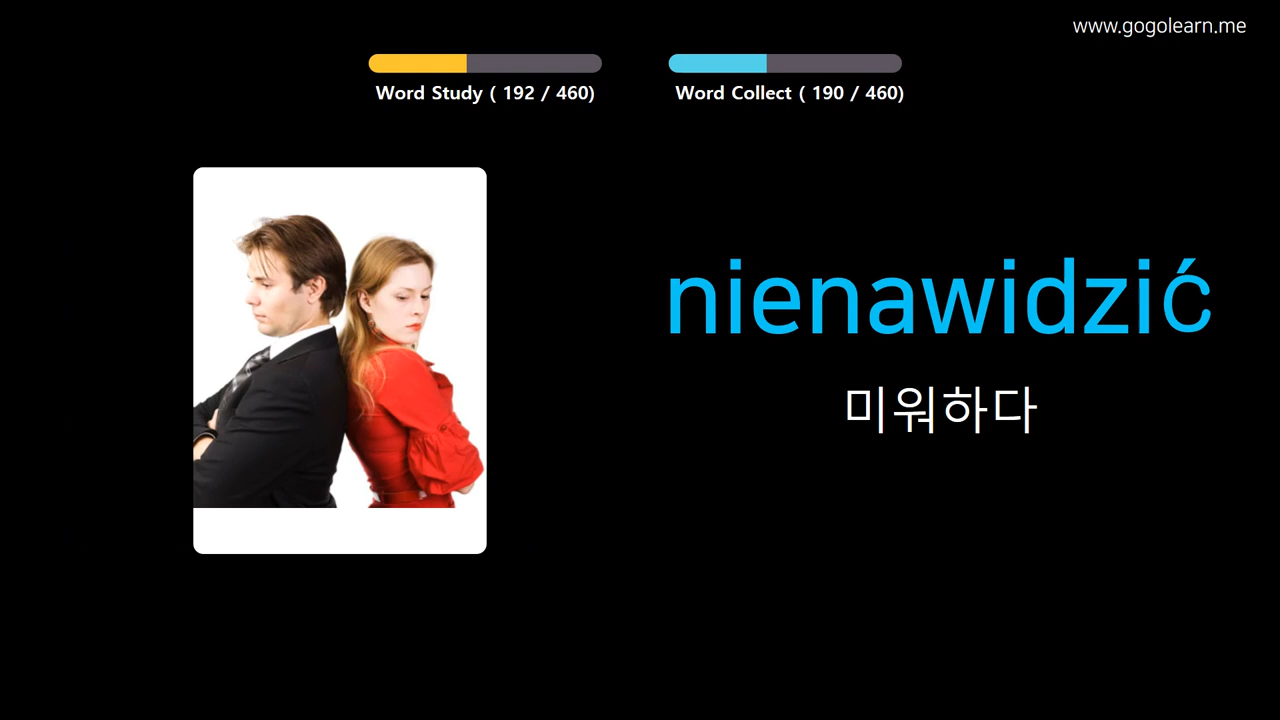 www.gogolearn.me
Word Study ( 192 / 460)
Word Collect ( 190 / 460)
nienawidzić
미워하다